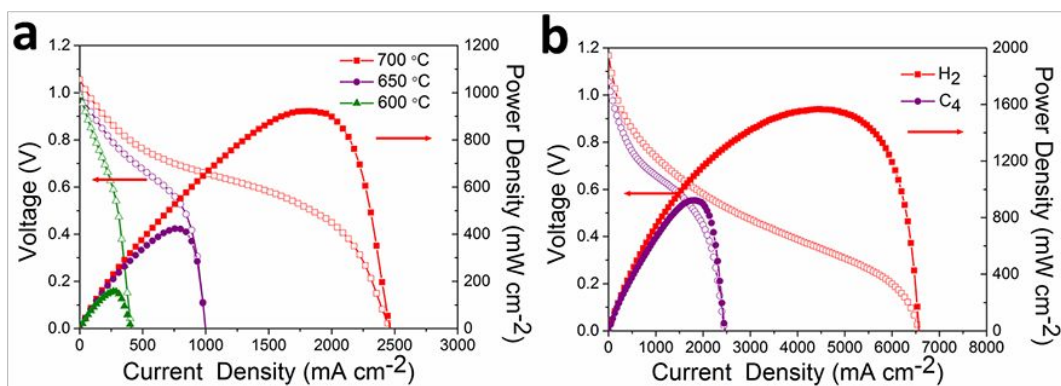 a
1.2
1.0
0.8
0.6
0.4
0.2
0.0
Voltage (V)
700 °C
650 °C
600 °C
1200
1000
800
600
400
200
0
Power Density (mW cm-2)
0 500 1000 1500 2000 2500 3000
Current Density (mA cm-2)
b
1.2
1.0
0.8
0.6
0.4
0.2
0.0
Voltage (V)
H2
C4
2000
1600
1200
800
400
0
Power Density (mW cm-2)
0 1000 2000 3000 4000 5000 6000 7000 8000
Current Density (mA cm-2)